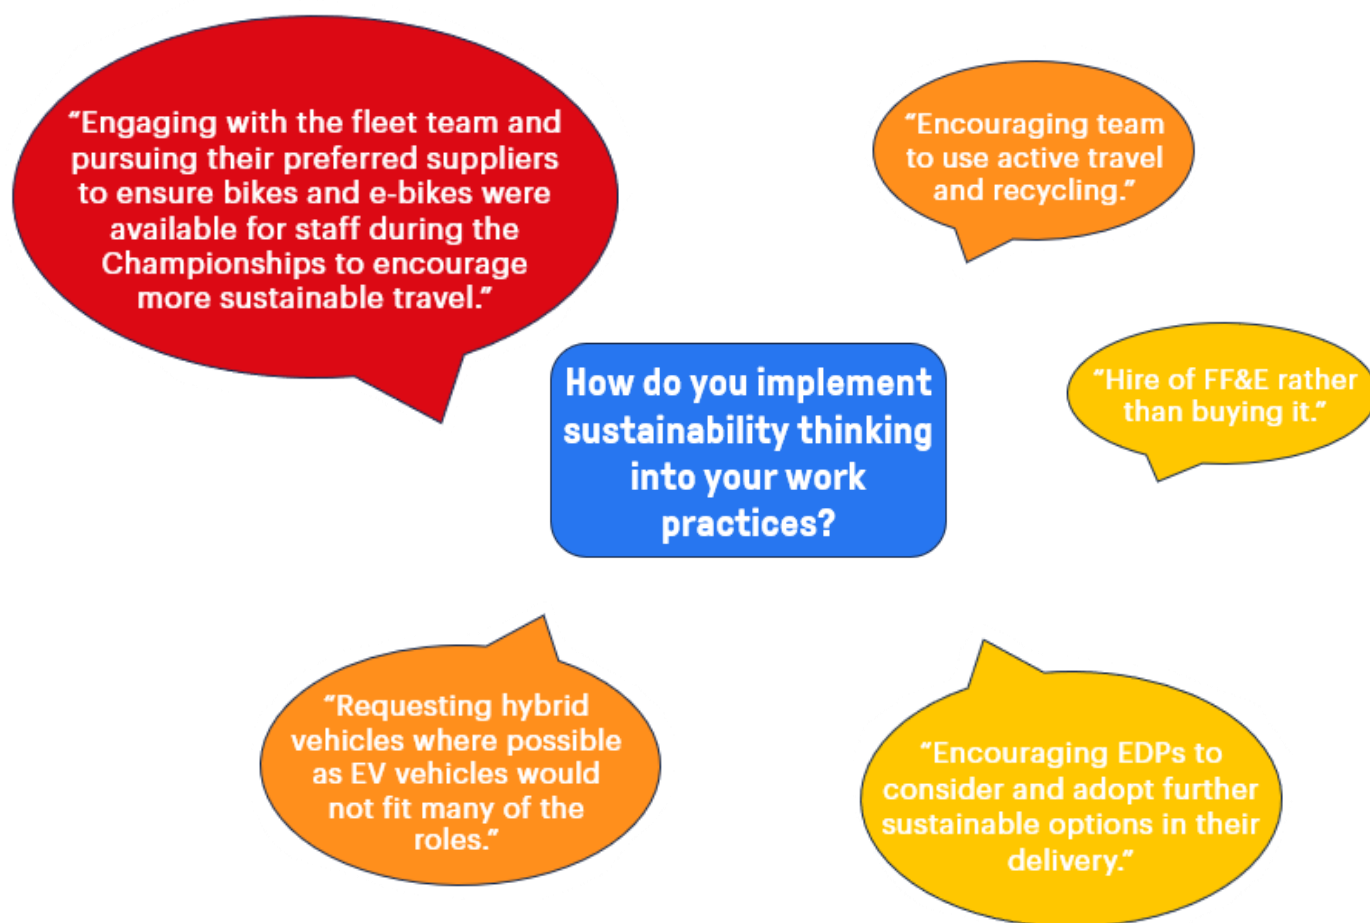 “Engaging with the fleet team and
pursuing their preferred suppliers
to ensure bikes and e-bikes were
available for staff during the
Championships to encourage
more sustainable travel.”
“Encouraging team
to use active travel
and recycling.”
How do you implement
sustainability thinking
into your work
practices?
“Hire of FF&E rather
than buying it.”
“Requesting hybrid
vehicles where possible
as EV vehicles would
not fit many of the
roles.”
“Encouraging EDPs to
consider and adopt further
sustainable options in their
delivery.”